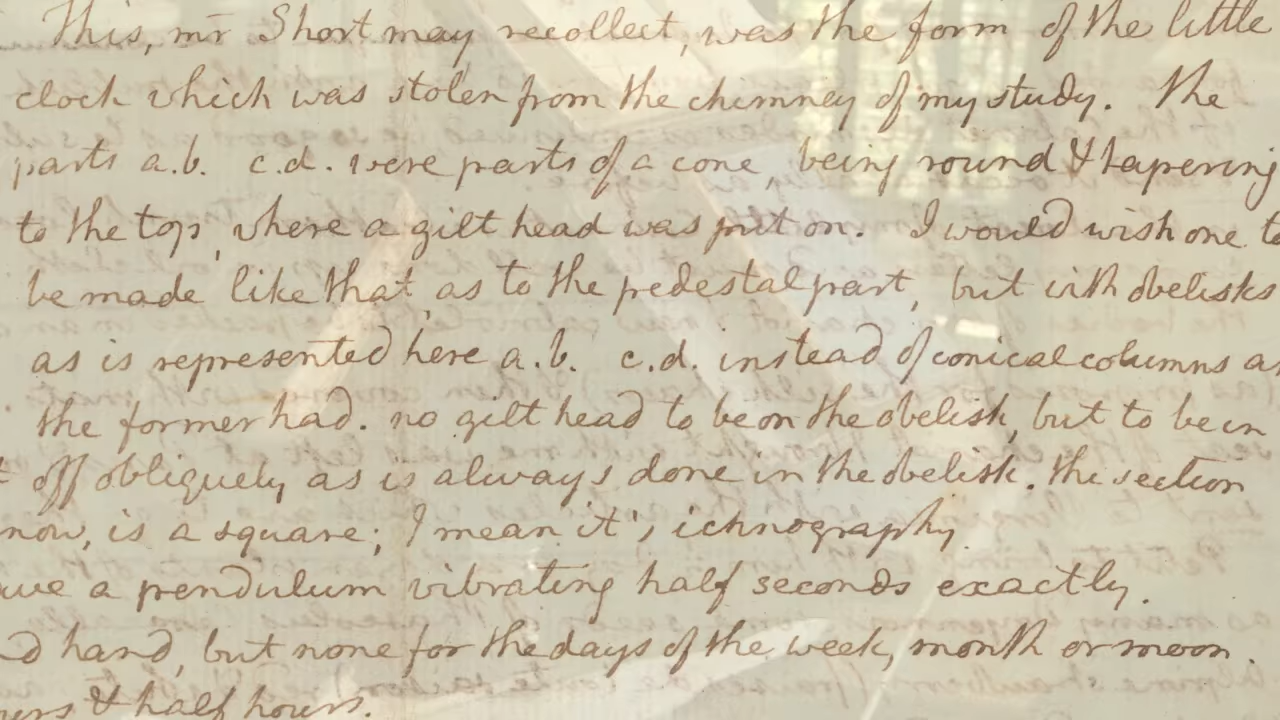 This, mr Short may recollect, was the form of the little
clock which was stolen from the chimney of my study. The
parts a.b. c.d. were parts of a cone, being round & tapering
to the top, where a gilt head was put on. I would wish one to
be made like that, as to the pedestal part, but with obelisks
as is represented here a.b. c.d. instead of conical columns as
the former had. no gilt head to be on the obelisk, but to be in
off obliquely as is always done in the obelisk. the section
now, is a square; I mean it's ichnography.
a pendulum vibrating half seconds exactly.
hand, but none for the days of the week, month or moon.
& half hours.